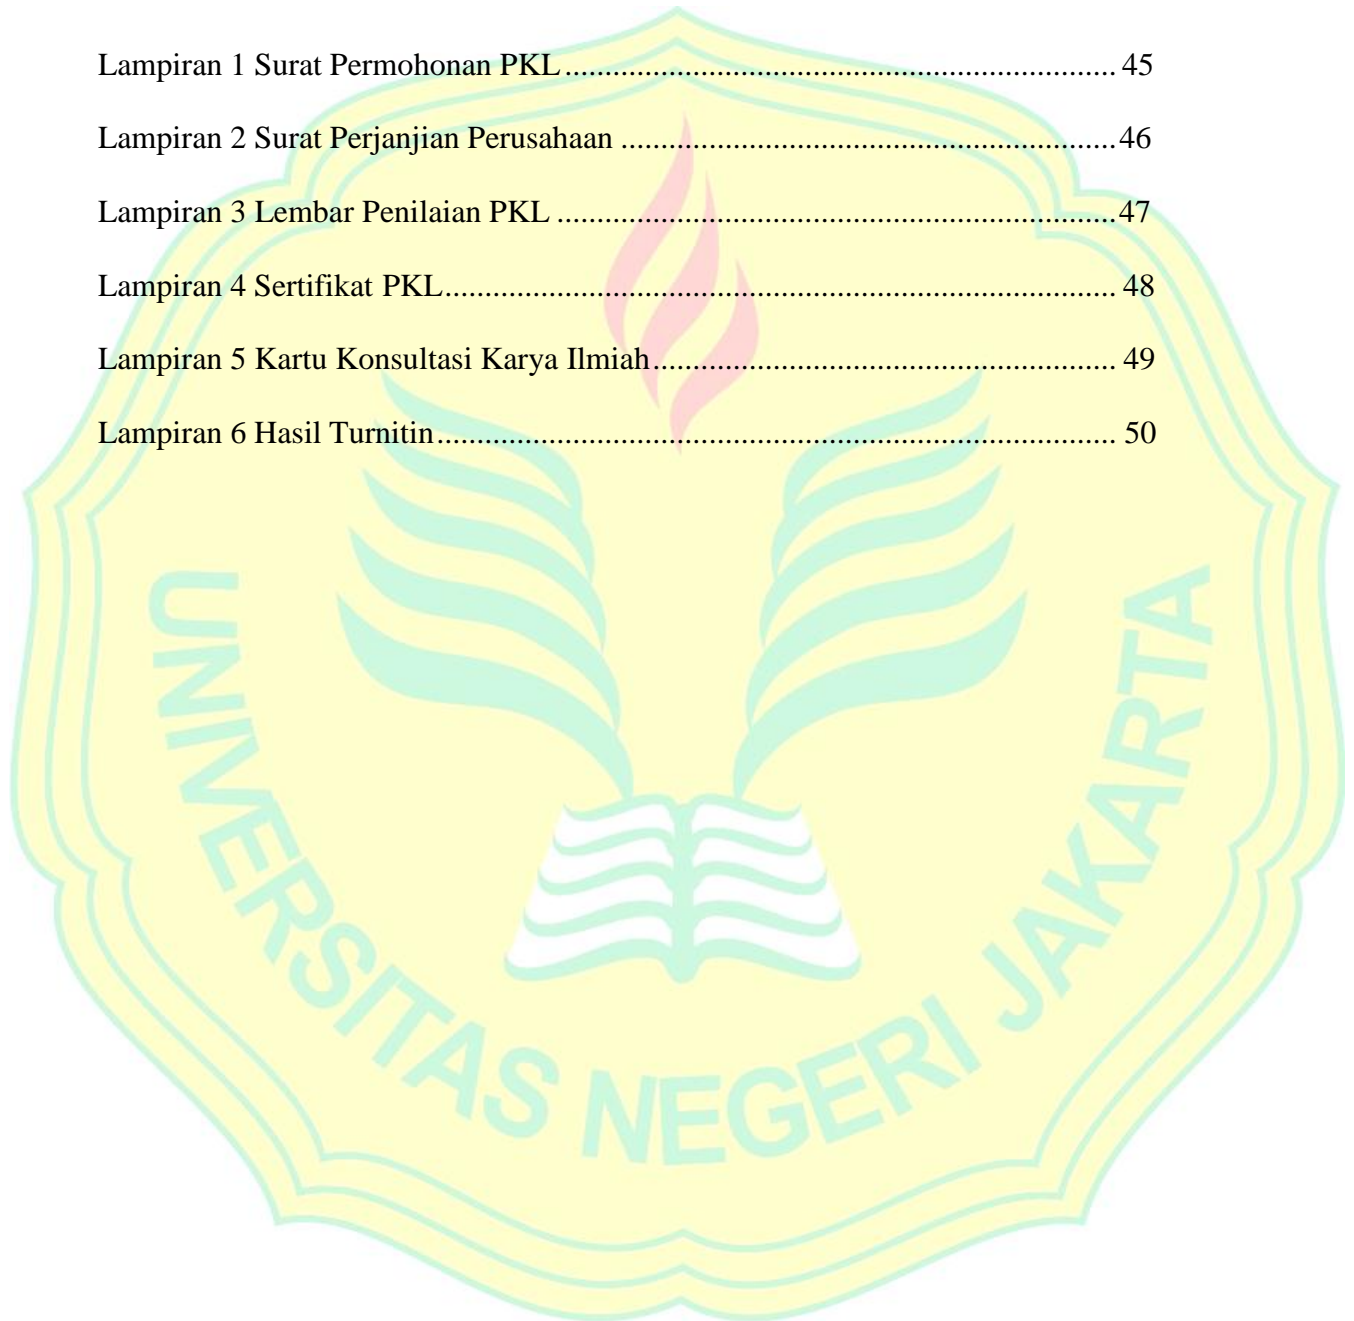 Lampiran 1 Surat Permohonan PKL..................................................................... 45
Lampiran 2 Surat Perjanjian Perusahaan ..............................................................46
Lampiran 3 Lembar Penilaian PKL ......................................................................47
Lampiran 4 Sertifikat PKL.................................................................................... 48
Lampiran 5 Kartu Konsultasi Karya Ilmiah.......................................................... 49
Lampiran 6 Hasil Turnitin..................................................................................... 50
UNIVERSITAS NEGERI JAKARTA